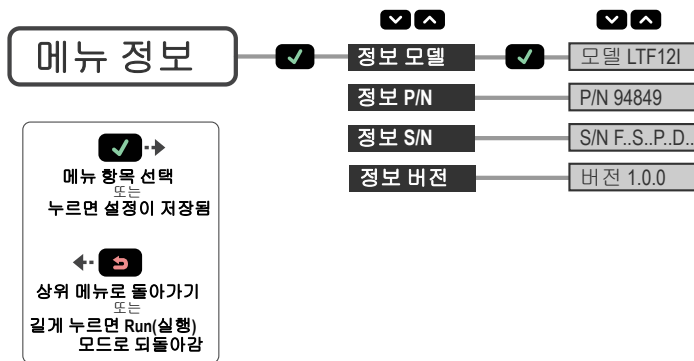 메뉴 정보
정보 모델
모델 LTF12I
정보 P/N
P/N 94849
정보 S/N
S/N F..S..P..D..
정보 버전
버전 1.0.0
메뉴 항목 선택
또는
누르면 설정이 저장됨
상위 메뉴로 돌아가기
또는
길게 누르면 Run(실행)
모드로 되돌아감